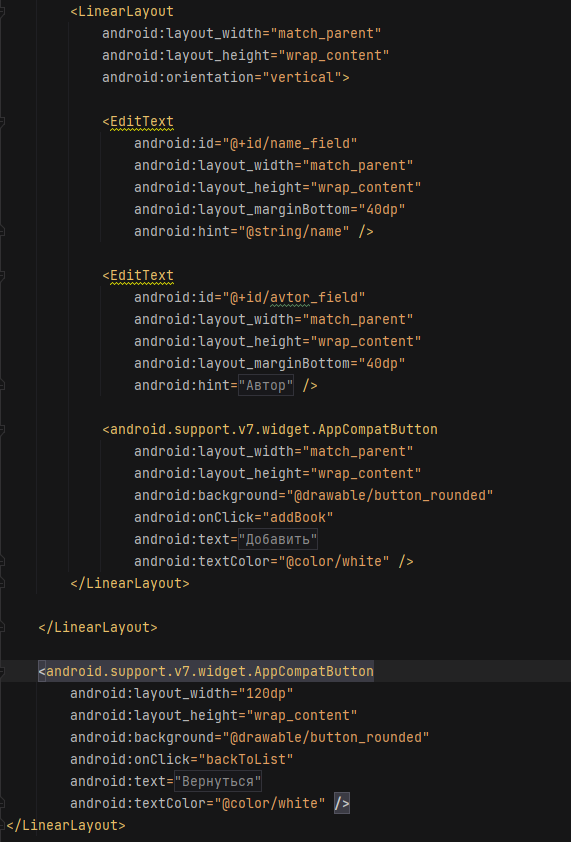 <LinearLayout
android:layout_width="match_parent"
android:layout_height="wrap_content"
android:orientation="vertical">
<EditText
android:id="@+id/name_field"
android:layout_width="match_parent"
android:layout_height="wrap_content"
android:layout_marginBottom="40dp"
android:hint="@string/name" />
<EditText
android:id="@+id/avtor_field"
android:layout_width="match_parent"
android:layout_height="wrap_content"
android:layout_marginBottom="40dp"
android:hint="Автор" />
<android.support.v7.widget.AppCompatButton
android:layout_width="match_parent"
android:layout_height="wrap_content"
android:background="@drawable/button_rounded"
android:onClick="addBook"
android:text="Добавить"
android:textColor="@color/white" />
</LinearLayout>
</LinearLayout>
<android.support.v7.widget.AppCompatButton
android:layout_width="120dp"
android:layout_height="wrap_content"
android:background="@drawable/button_rounded"
android:onClick="backToList"
android:text="Вернуться"
android:textColor="@color/white" />
</LinearLayout>